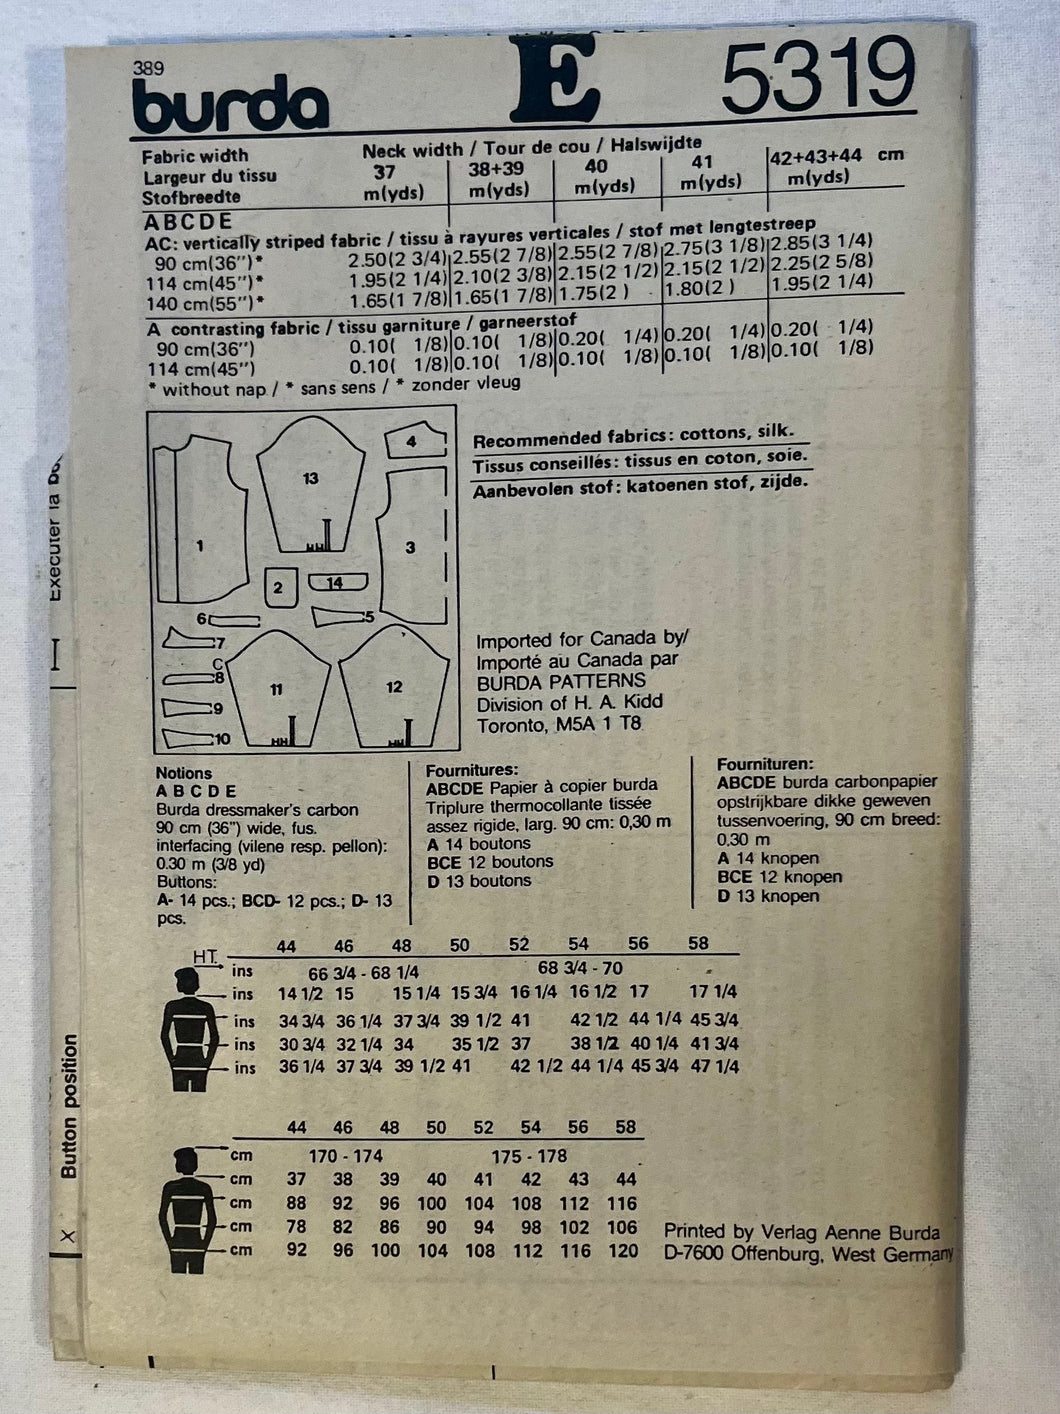 389
burda E 5319
Fabric width
Largeur du tissu
Stofbreedte
Neck width / Tour de cou / Halswijdte
37 38+39 40 41 42+43+44 cm
m(yds) m(yds) m(yds) m(yds) m(yds)
A B C D E
AC: vertically striped fabric / tissu à rayures verticales / stof met lengtestreep
90 cm(36")* 2.50(2 3/4) 2.55(2 7/8) 2.55(2 7/8) 2.75(3 1/8) 2.85(3 1/4)
114 cm(45")* 1.95(2 1/4) 2.10(2 3/8) 2.15(2 1/2) 2.15(2 1/2) 2.25(2 5/8)
140 cm(55")* 1.65(1 7/8) 1.65(1 7/8) 1.75(2 ) 1.80(2 ) 1.95(2 1/4)
A contrasting fabric / tissu garniture / garneerstof
90 cm(36") 0.10( 1/8) 0.10( 1/8) 0.20( 1/4) 0.20( 1/4) 0.20( 1/4)
114 cm(45") 0.10( 1/8) 0.10( 1/8) 0.10( 1/8) 0.10( 1/8) 0.10( 1/8)
* without nap / * sans sens / * zonder vleug
1
13
4
3
2
14
6
5
7
C
8
9
10
11
12
Recommended fabrics: cottons, silk.
Tissus conseillés: tissus en coton, soie.
Aanbevolen stof: katoenen stof, zijde.
Imported for Canada by/
Importé au Canada par
BURDA PATTERNS
Division of H. A. Kidd
Toronto, M5A 1 T8
Notions
A B C D E
Burda dressmaker's carbon
90 cm (36") wide, fus.
interfacing (vilene resp. pellon):
0.30 m (3/8 yd)
Buttons:
A- 14 pcs.; BCD- 12 pcs.; D- 13
pcs.
Fournitures:
ABCDE Papier à copier burda
Triplure thermocollante tissée
assez rigide, larg. 90 cm: 0,30 m
A 14 boutons
BCE 12 boutons
D 13 boutons
Fournituren:
ABCDE burda carbonpapier
opstrijkbare dikke geweven
tussenvoering, 90 cm breed:
0,30 m
A 14 knopen
BCE 12 knopen
D 13 knopen
44 46 48 50 52 54 56 58
HT. ins 66 3/4 - 68 1/4 68 3/4 - 70
ins 14 1/2 15 15 1/4 15 3/4 16 1/4 16 1/2 17 17 1/4
ins 34 3/4 36 1/4 37 3/4 39 1/2 41 42 1/2 44 1/4 45 3/4
ins 30 3/4 32 1/4 34 35 1/2 37 38 1/2 40 1/4 41 3/4
ins 36 1/4 37 3/4 39 1/2 41 42 1/2 44 1/4 45 3/4 47 1/4
44 46 48 50 52 54 56 58
cm 170 - 174 175 - 178
cm 37 38 39 40 41 42 43 44
cm 88 92 96 100 104 108 112 116
cm 78 82 86 90 94 98 102 106
cm 92 96 100 104 108 112 116 120
Printed by Verlag Aenne Burda
D-7600 Offenburg, West Germany
Exécuter la
Button position
X